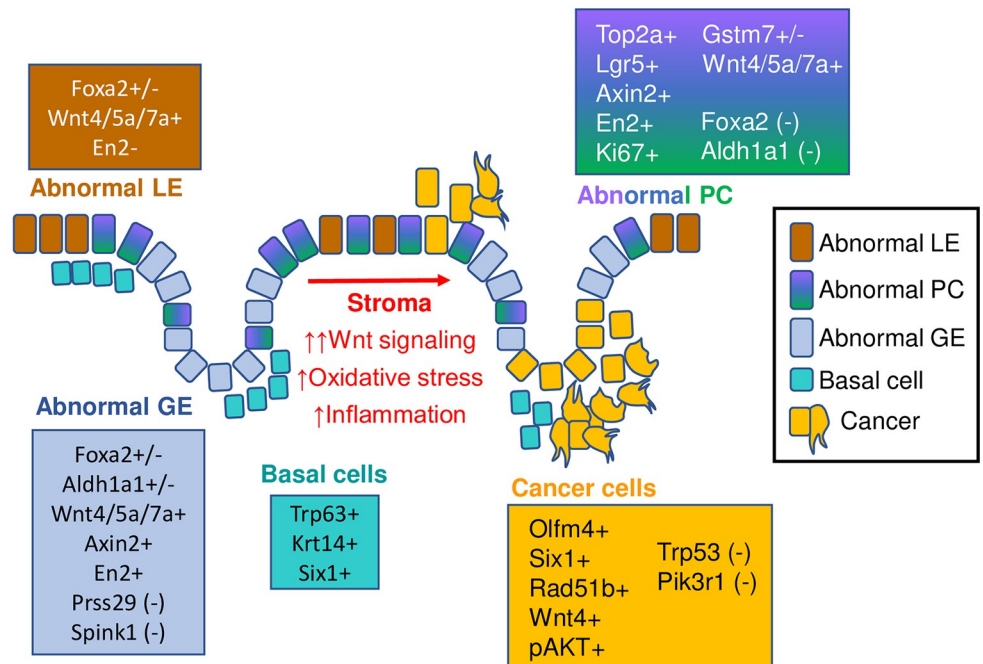 Foxa2+/-
Wnt4/5a/7a+
En2-
Abnormal LE
Top2a+ Gstm7+/-
Lgr5+ Wnt4/5a/7a+
Axin2+
En2+ Foxa2 (-)
Ki67+ Aldh1a1 (-)
Abnormal PC
Stroma
↑↑Wnt signaling
↑Oxidative stress
↑Inflammation
Abnormal LE
Abnormal PC
Abnormal GE
Basal cell
Cancer
Abnormal GE
Foxa2+/-
Aldh1a1+/-
Wnt4/5a/7a+
Axin2+
En2+
Prss29 (-)
Spink1 (-)
Basal cells
Trp63+
Krt14+
Six1+
Cancer cells
Olfm4+
Six1+
Rad51b+
Wnt4+
pAKT+
Trp53 (-)
Pik3r1 (-)